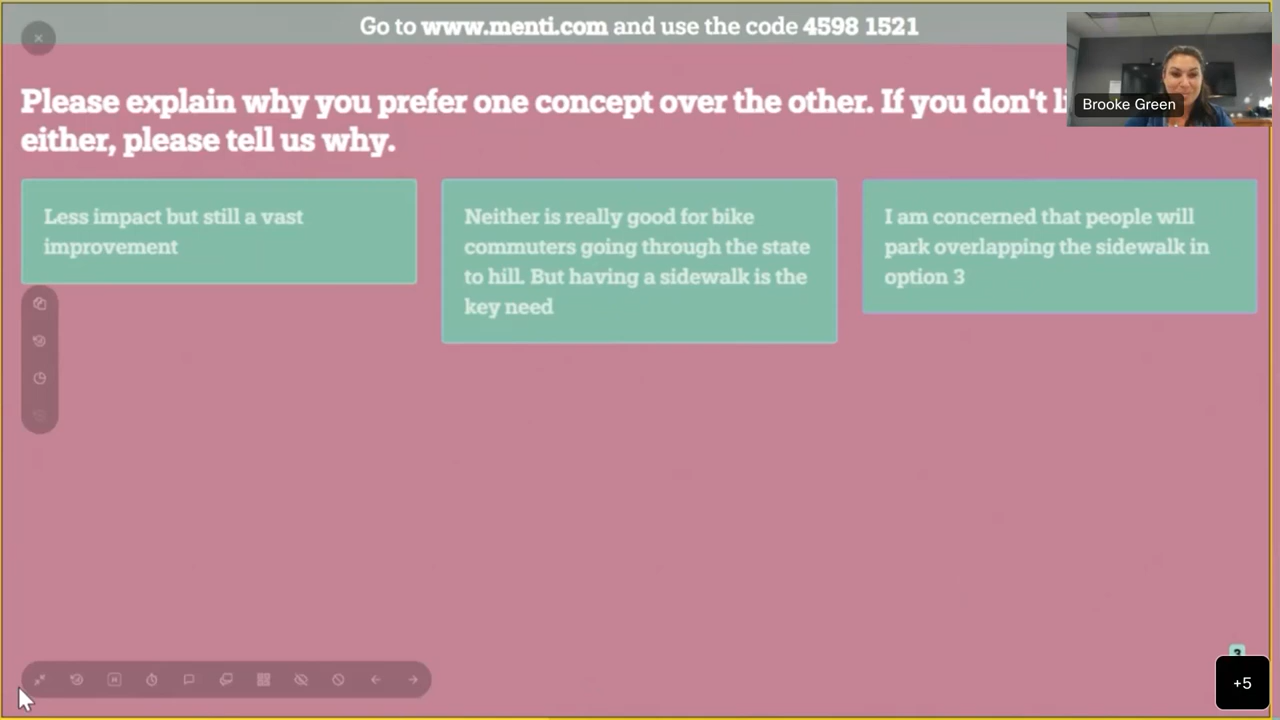 Go to www.menti.com and use the code 4598 1521
Please explain why you prefer one concept over the other. If you don't
either, please tell us why.
Brooke Green
Less impact but still a vast
improvement
Neither is really good for bike
commuters going through the state
to hill. But having a sidewalk is the
key need
I am concerned that people will
park overlapping the sidewalk in
option 3
3
+5